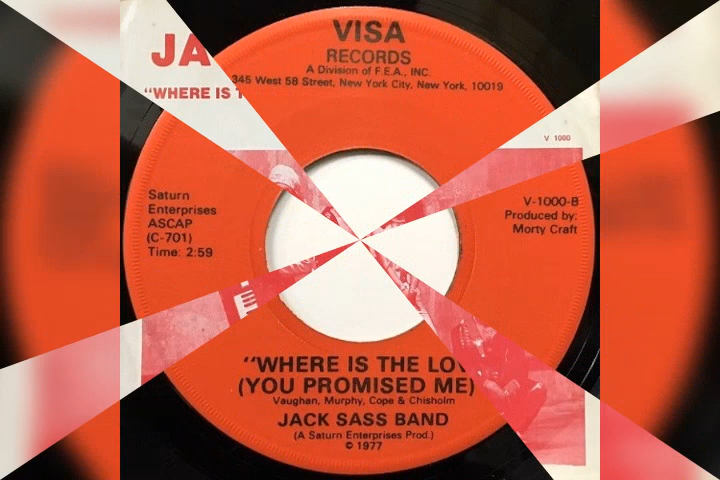 JA
"WHERE IS T
VISA
RECORDS
A Division of F.E.A., INC.
345 West 58 Street, New York City, New York, 10019
V 1000
Saturn
Enterprises
ASCAP
(C-701)
Time: 2:59
V-1000-B
Produced by:
Morty Craft
"WHERE IS THE LOV
(YOU PROMISED ME)
Vaughan, Murphy, Cope & Chisholm
JACK SASS BAND
(A Saturn Enterprises Prod.)
© 1977